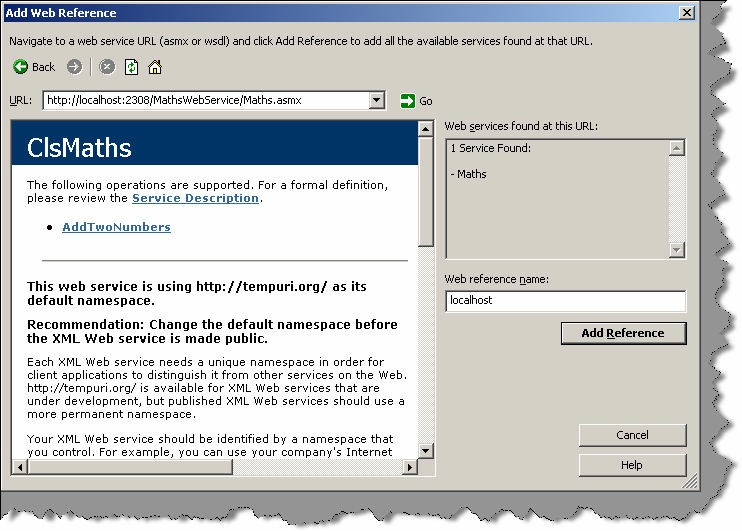 Add Web Reference
Navigate to a web service URL (asmx or wsdl) and click Add Reference to add all the available services found at that URL.
Back
URL: http://localhost:2308/MathsWebService/Maths.asmx Go
ClsMaths
The following operations are supported. For a formal definition,
please review the Service Description.
AddTwoNumbers
This web service is using http://tempuri.org/ as its
default namespace.
Recommendation: Change the default namespace before
the XML Web service is made public.
Each XML Web service needs a unique namespace in order for
client applications to distinguish it from other services on the Web.
http://tempuri.org/ is available for XML Web services that are
under development, but published XML Web services should use a
more permanent namespace.
Your XML Web service should be identified by a namespace that
you control. For example, you can use your company's Internet
Web services found at this URL:
1 Service Found:
- Maths
Web reference name:
localhost
Add Reference
Cancel
Help